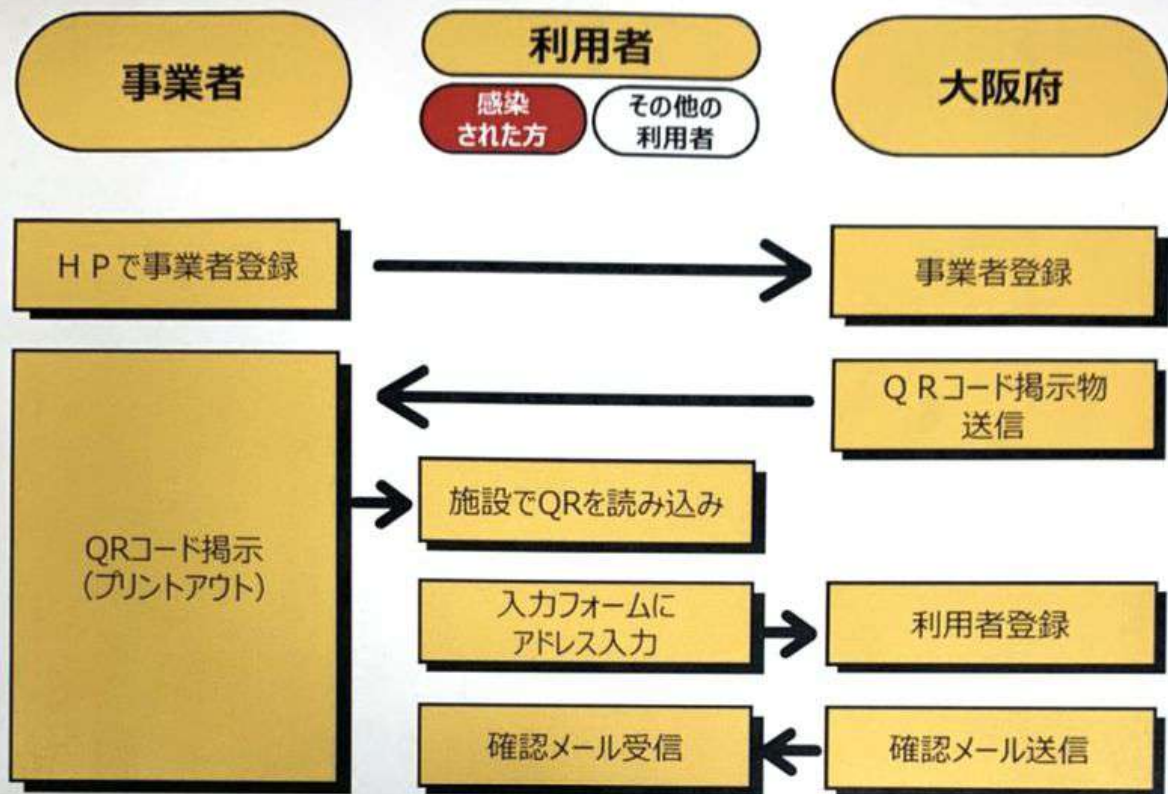 事業者
利用者
感染
された方
その他の
利用者
大阪府
ＨＰで事業者登録
事業者登録
ＱＲコード掲示物
送信
QRコード掲示
(プリントアウト)
施設でQRを読み込み
入力フォームに
アドレス入力
利用者登録
確認メール受信
確認メール送信